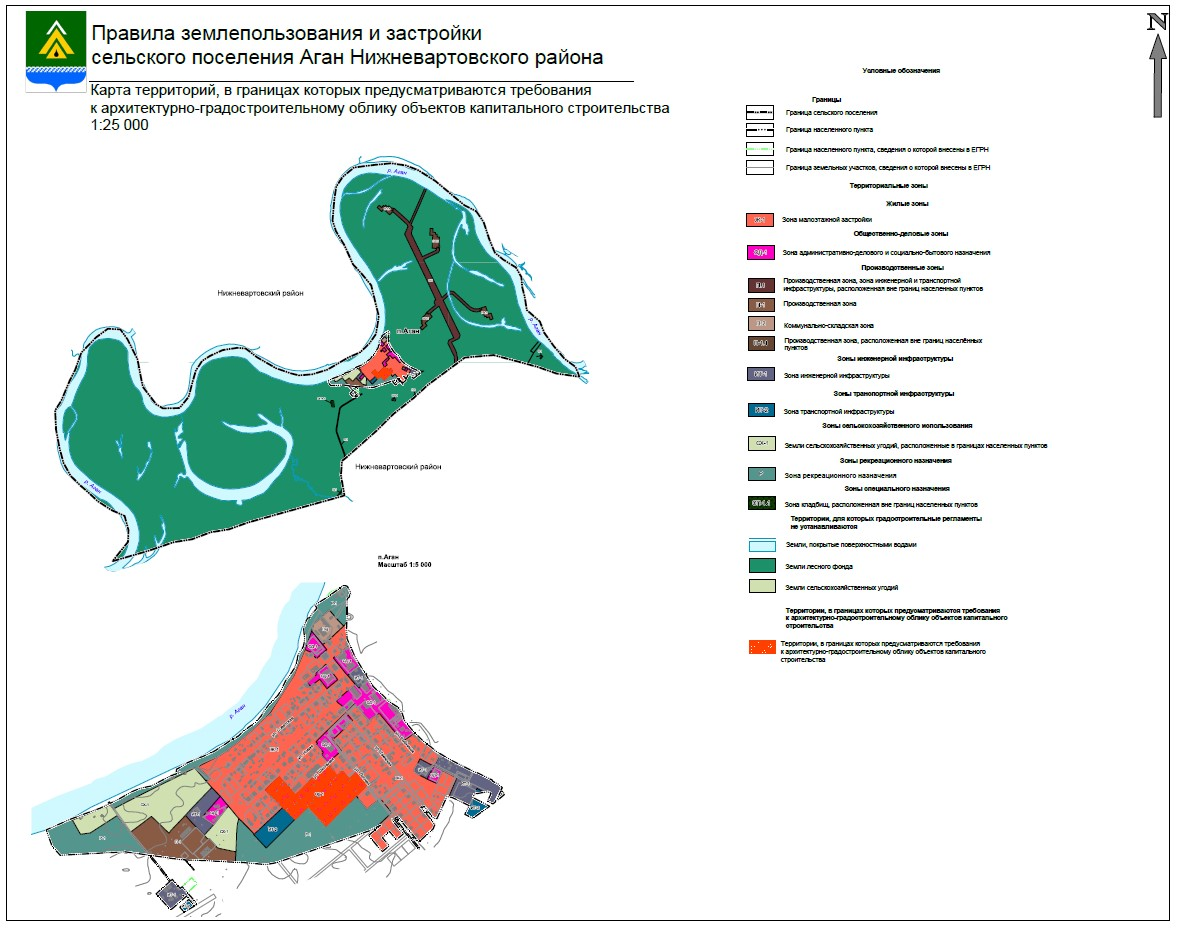 Правила землепользования и застройки
сельского поселения Аган Нижневартовского района
Карта территорий, в границах которых предусматриваются требования
к архитектурно-градостроительному облику объектов капитального строительства
1:25 000
N
Условные обозначения
Границы
Граница сельского поселения
Граница населенного пункта
Граница населенного пункта, сведения о которой внесены в ЕГРН
Граница земельных участков, сведения о которой внесены в ЕГРН
Территориальные зоны
Жилые зоны
Зона малоэтажной застройки
Общественно-деловые зоны
Зона административно-делового и социально-бытового назначения
Производственные зоны
Производственная зона, зона инженерной и транспортной
инфраструктуры, расположенная вне границ населенных пунктов
Производственная зона
Коммунально-складская зона
Производственная зона, расположенная вне границ населённых
пунктов
Зоны инженерной инфраструктуры
Зона инженерной инфраструктуры
Зоны транспортной инфраструктуры
Зона транспортной инфраструктуры
Зоны сельскохозяйственного использования
СХ-1
Земли сельскохозяйственных угодий, расположенные в границах населенных пунктов
Зоны рекреационного назначения
Зона рекреационного назначения
Зоны специального назначения
Зона кладбищ, расположенная вне границ населенных пунктов
Территории, для которых градостроительные регламенты
не устанавливаются
Земли, покрытые поверхностными водами
Земли лесного фонда
Земли сельскохозяйственных угодий
Территории, в границах которых предусматриваются требования
к архитектурно-градостроительному облику объектов капитального
строительства
Территории, в границах которых предусматриваются требования
к архитектурно-градостроительному облику объектов капитального
строительства
р. Аган
Нижневартовский район
р. Аган
п.Аган
Нижневартовский район
р. Аган
п.Аган
Масштаб 1:5 000
р. Аган